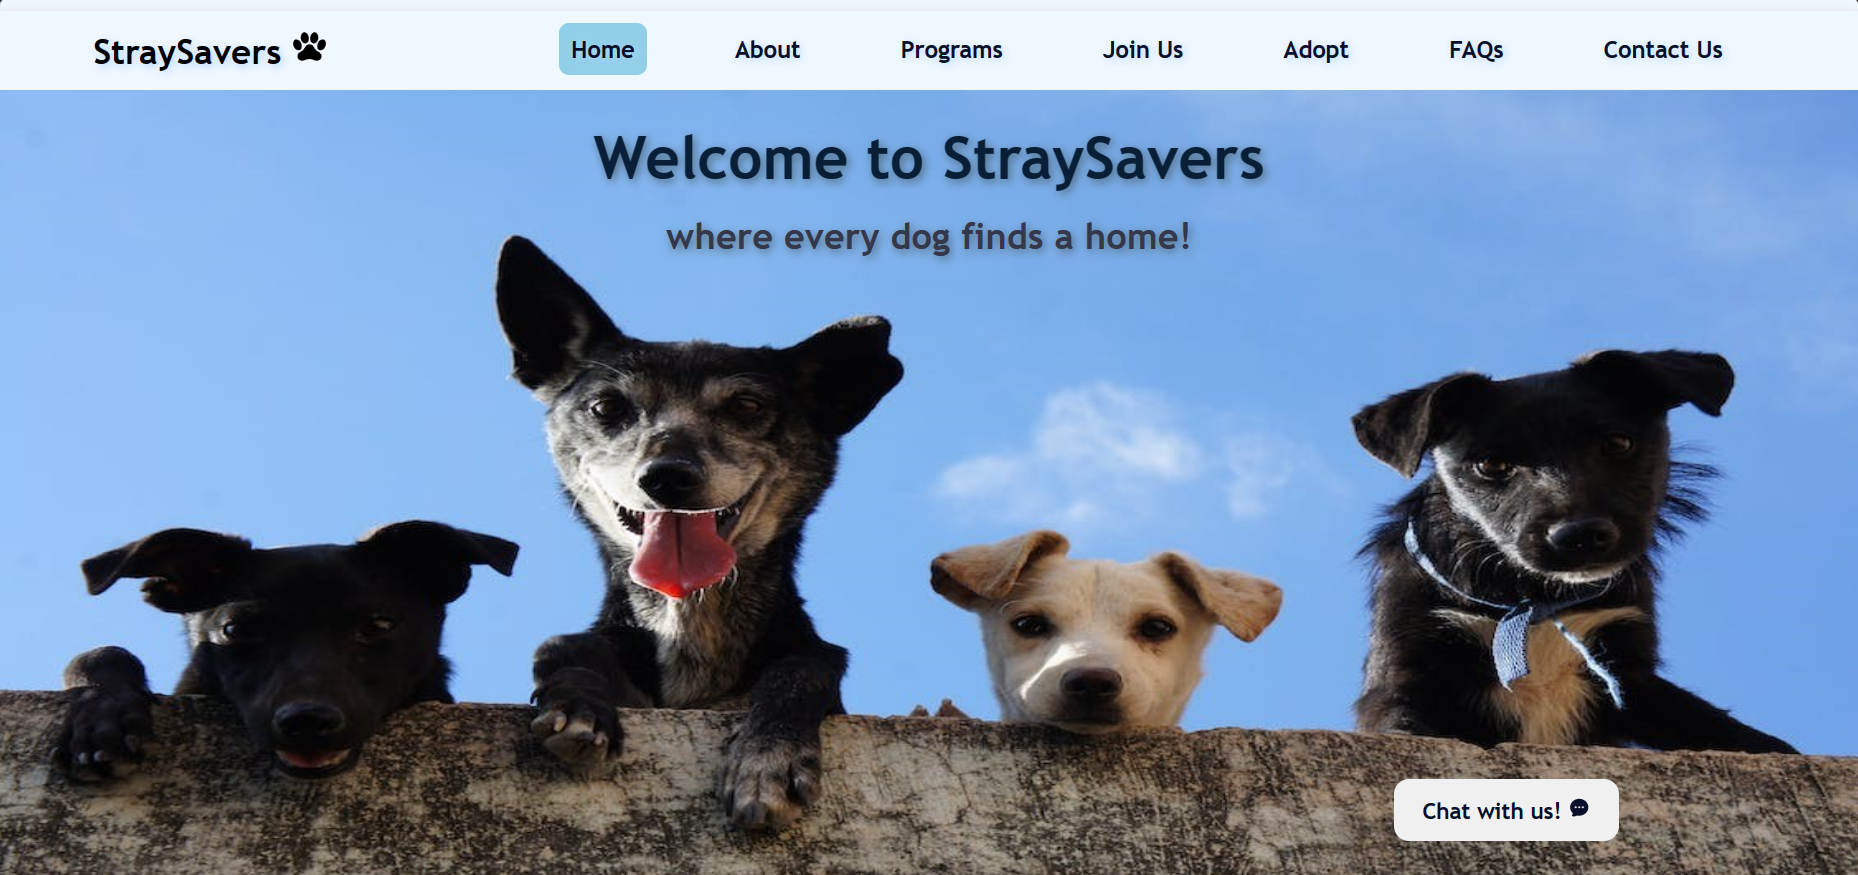 StraySavers
Home About Programs Join Us Adopt FAQs Contact Us
Welcome to StraySavers
where every dog finds a home!
Chat with us!